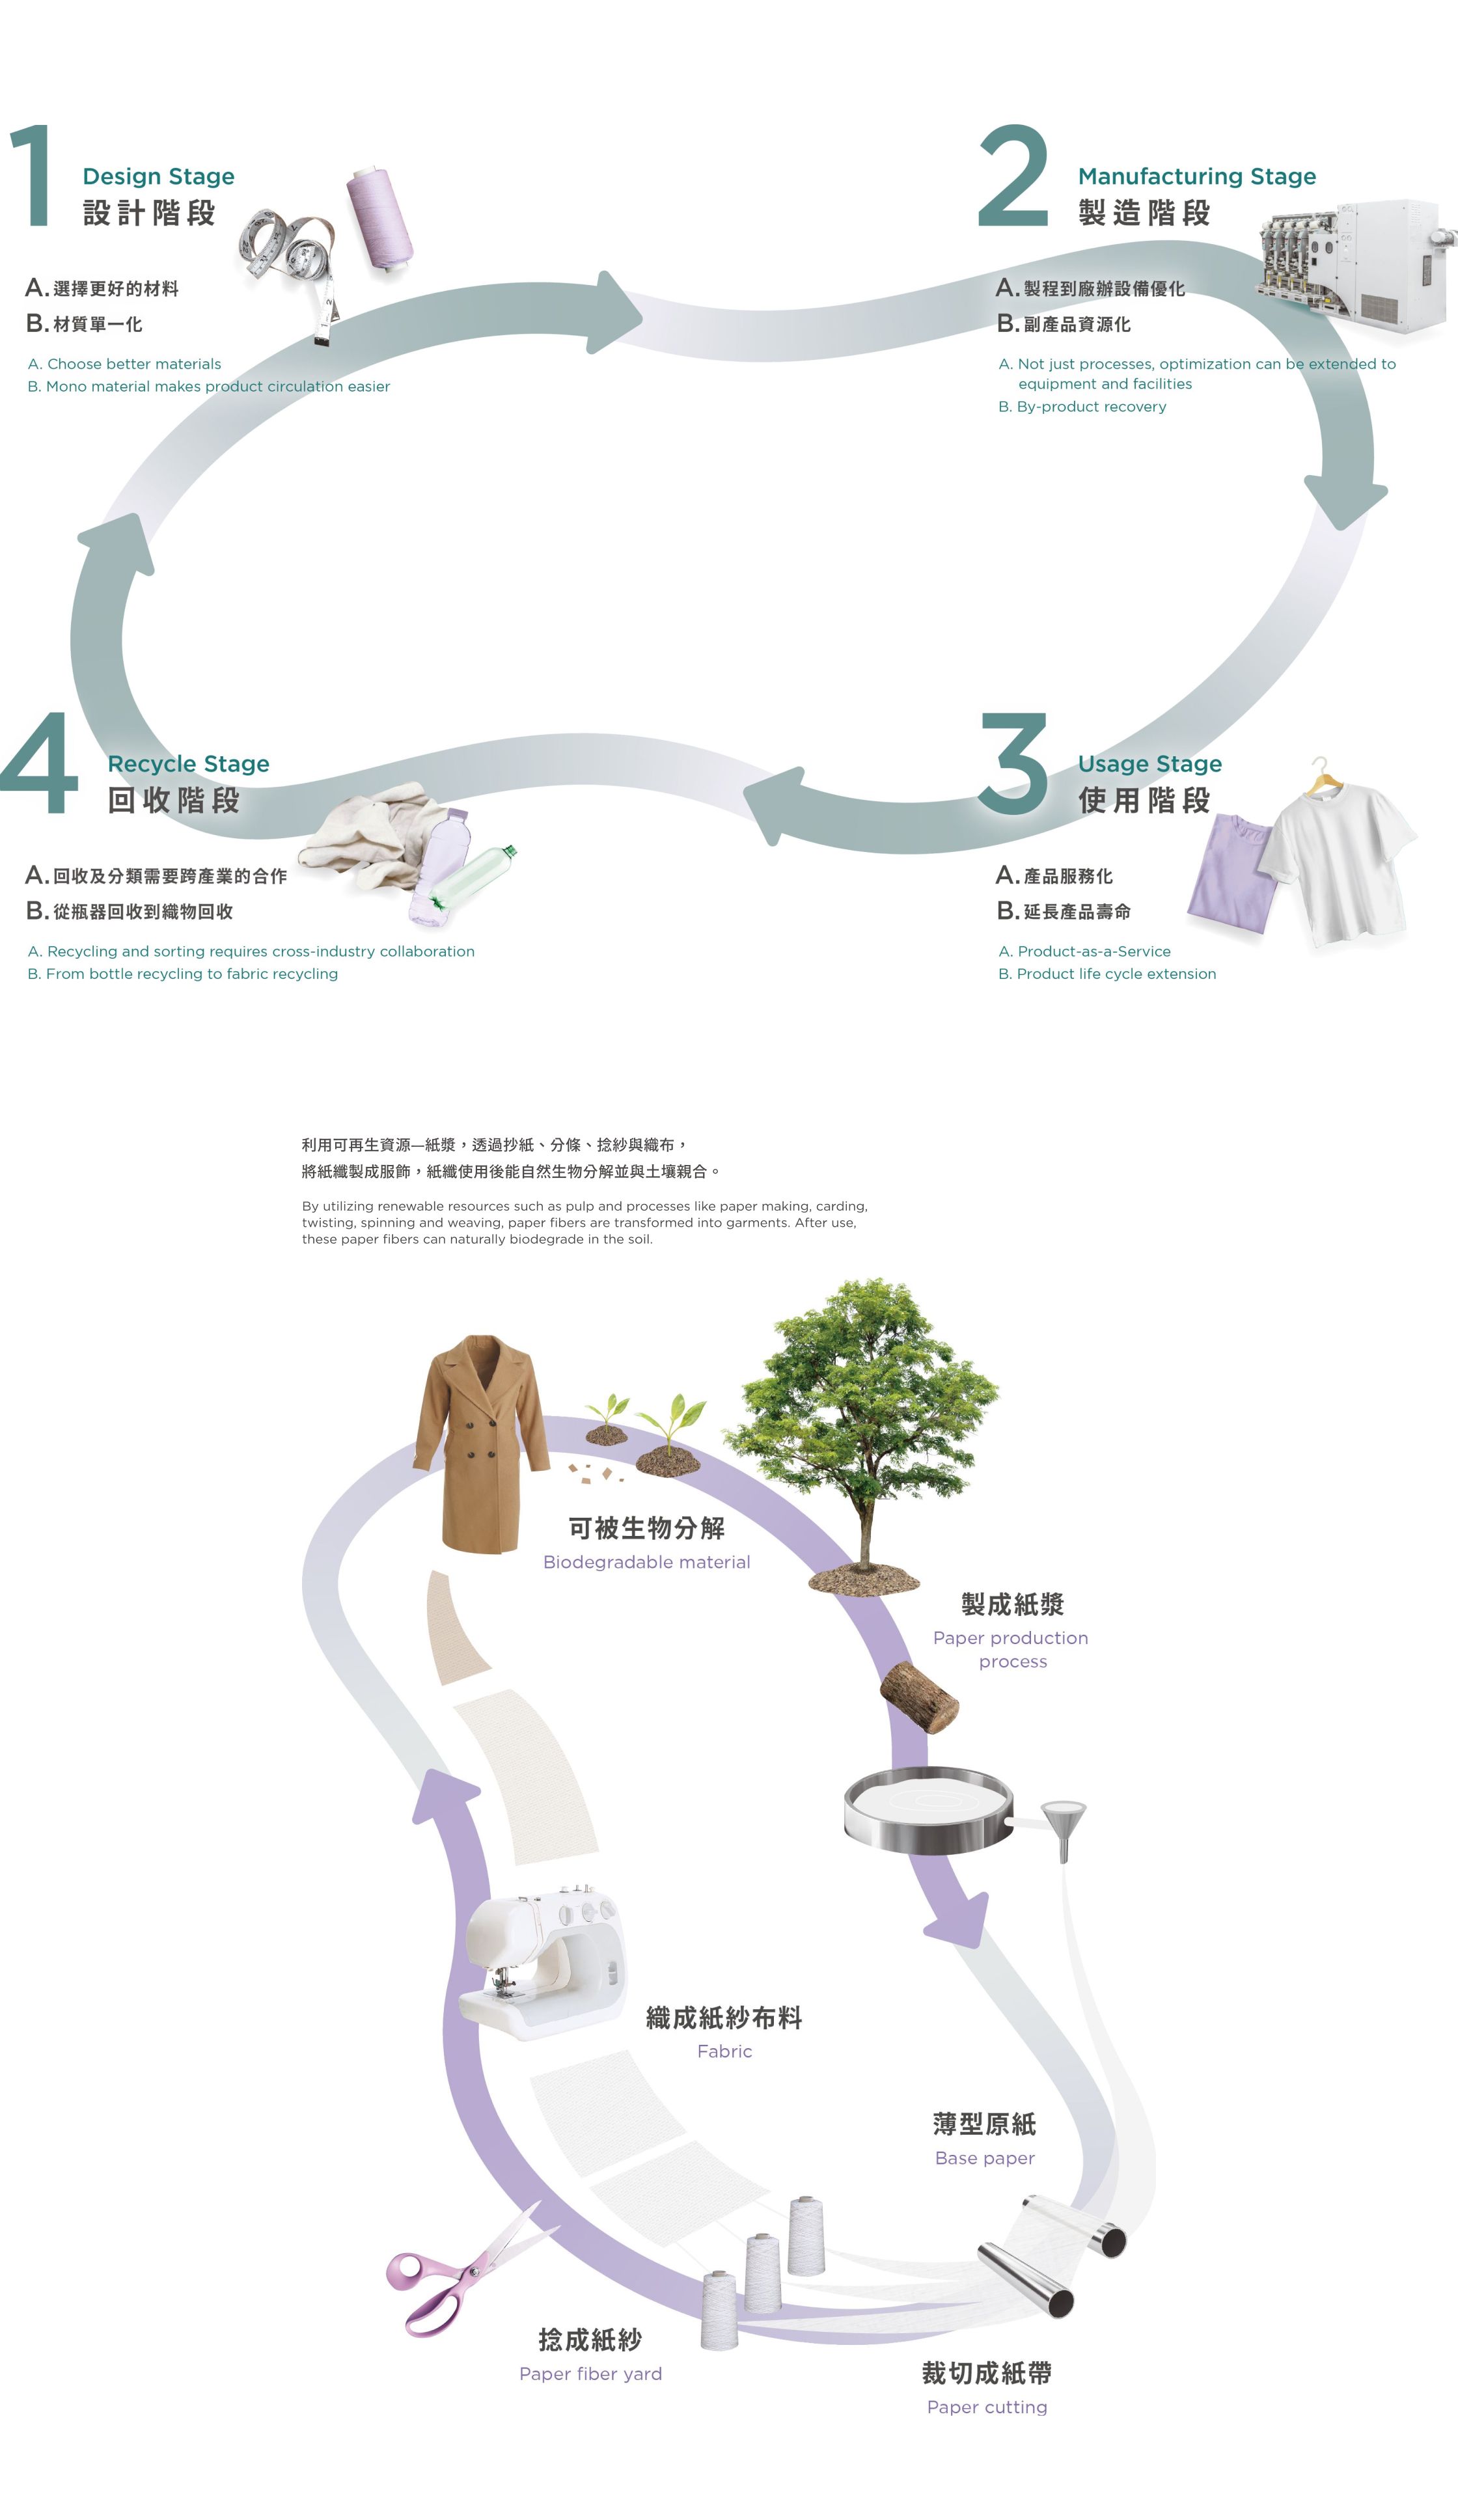 1
Design Stage
設計階段
A. 選擇更好的材料
B. 材質單一化
A. Choose better materials
B. Mono material makes product circulation easier
2
Manufacturing Stage
製造階段
A. 製程到廠辦設備優化
B. 副產品資源化
A. Not just processes, optimization can be extended to
equipment and facilities
B. By-product recovery
3
Usage Stage
使用階段
A. 產品服務化
B. 延長產品壽命
A. Product-as-a-Service
B. Product life cycle extension
4
Recycle Stage
回收階段
A. 回收及分類需要跨產業的合作
B. 從瓶器回收到織物回收
A. Recycling and sorting requires cross-industry collaboration
B. From bottle recycling to fabric recycling
利用可再生資源—紙漿，透過抄紙、分條、捻紗與織布，
將紙纖製成服飾，紙纖使用後能自然生物分解並與土壤親合。
By utilizing renewable resources such as pulp and processes like paper making, carding,
twisting, spinning and weaving, paper fibers are transformed into garments. After use,
these paper fibers can naturally biodegrade in the soil.
可被生物分解
Biodegradable material
製成紙漿
Paper production
process
織成紙紗布料
Fabric
薄型原紙
Base paper
捻成紙紗
Paper fiber yard
裁切成紙帶
Paper cutting